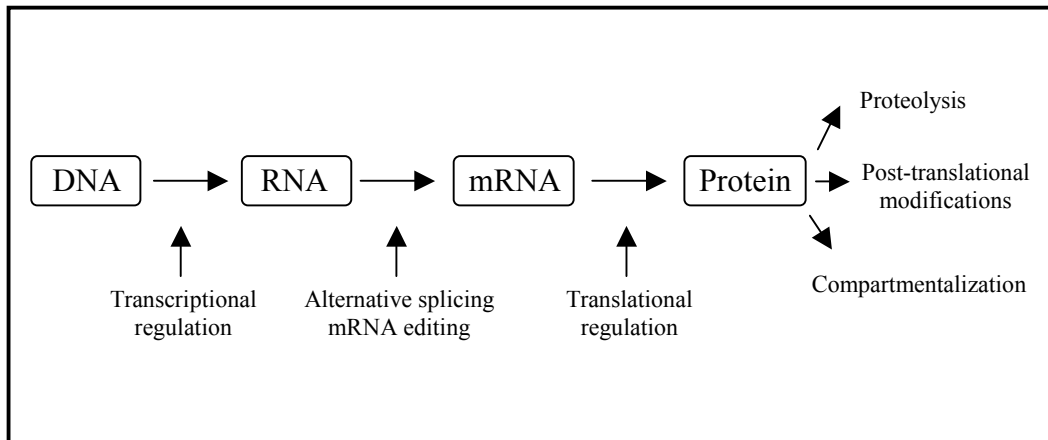 Proteolysis
DNA
RNA
mRNA
Protein
Post-translational
modifications
Compartmentalization
Transcriptional
regulation
Alternative splicing
mRNA editing
Translational
regulation